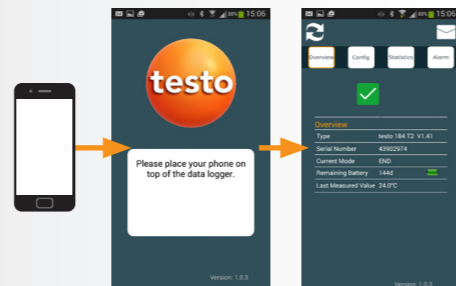 80% 15:06
testo
Please place your phone on
top of the data logger.
Version: 1.0.3
80% 15:06
Overview Config Statistics Alarm
Overview
Type testo 184 T2 V1.41
Serial Number 43902974
Current Mode END
Remaining Battery 144d
Last Measured Value 24.0°C
Version: 1.0.3